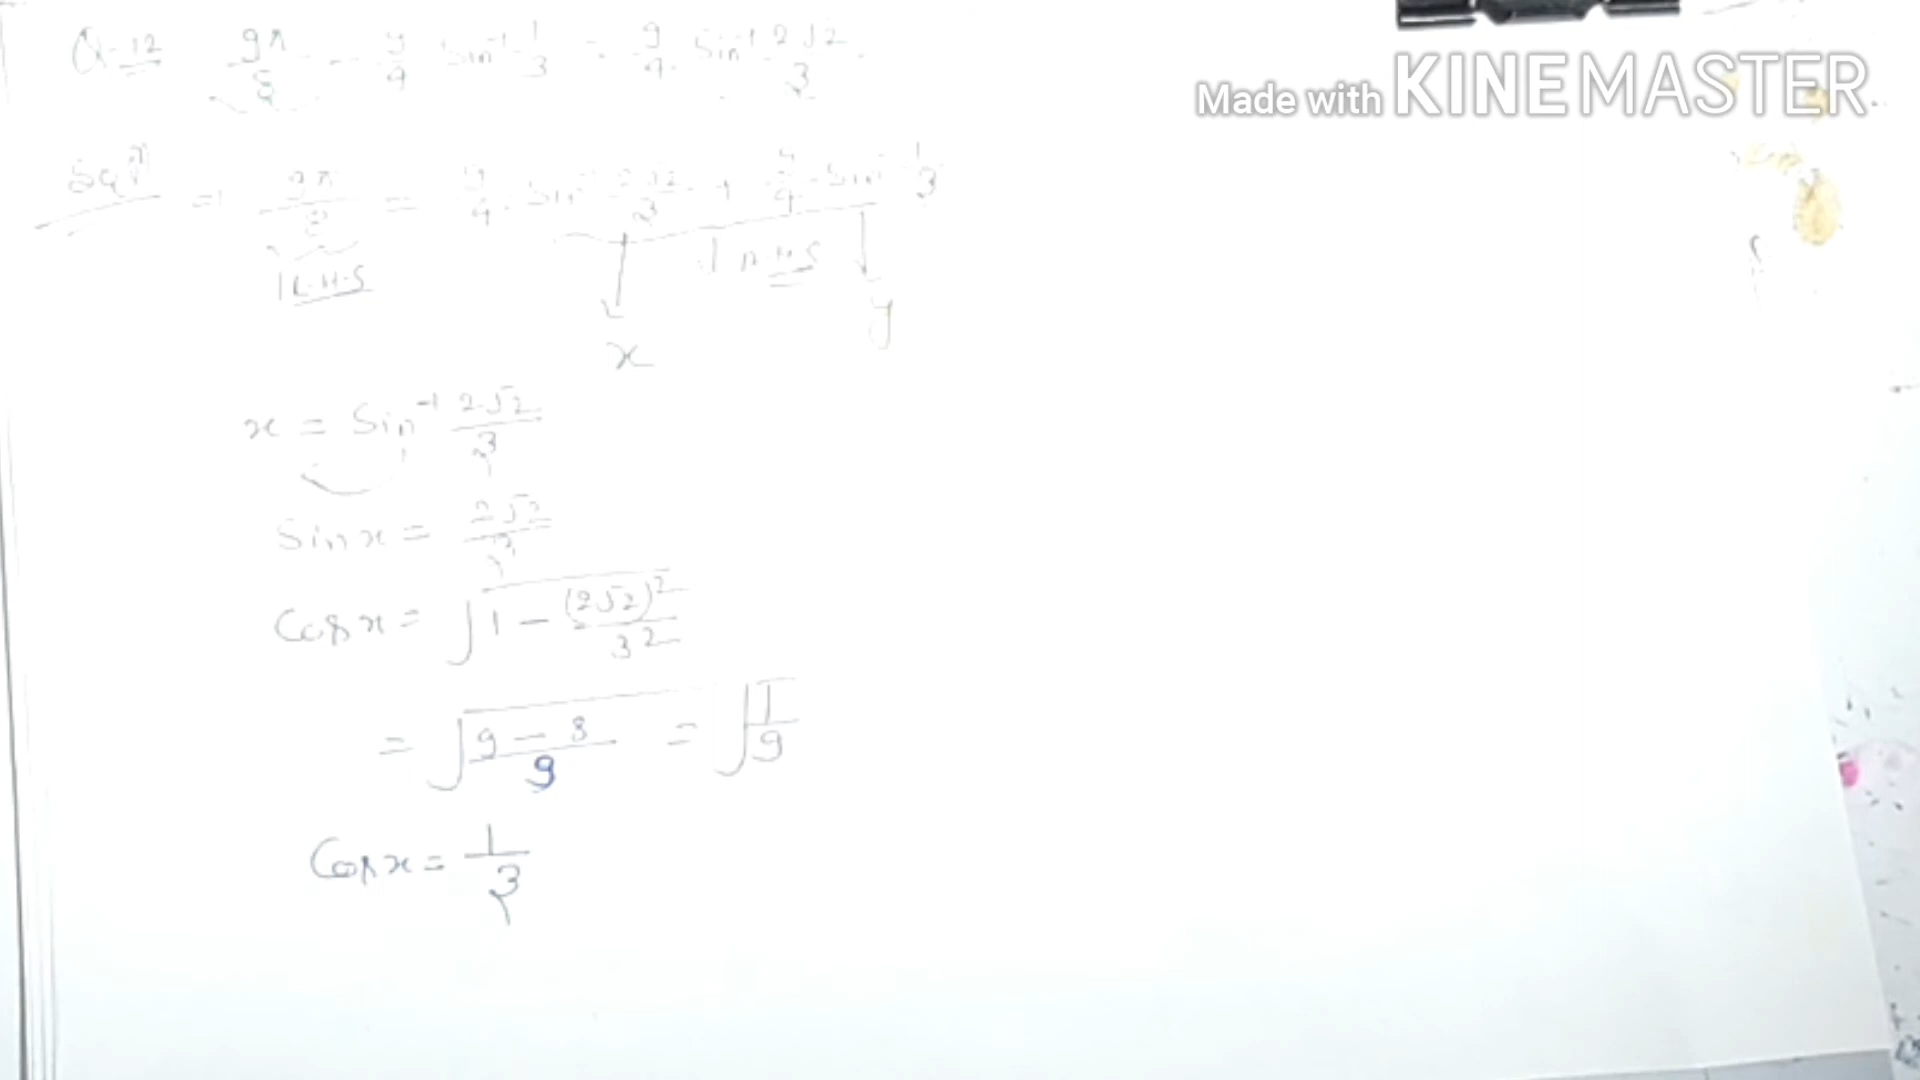 Made with KINEMASTER
Q-12 9π/8 - 9/4 sin⁻¹ 1/3 = 9/4 sin⁻¹ 2√2/3
Solⁿ ⇒ 9π/8 = 9/4 sin⁻¹ 2√2/3 + 9/4 sin⁻¹ 1/3
L.H.S R.H.S
x y
x = sin⁻¹ 2√2/3
sin x = 2√2/3
Cos x = √(1 - (2√2)²/3²)
= √((9 - 8)/9) = √(1/9)
Cos x = 1/3